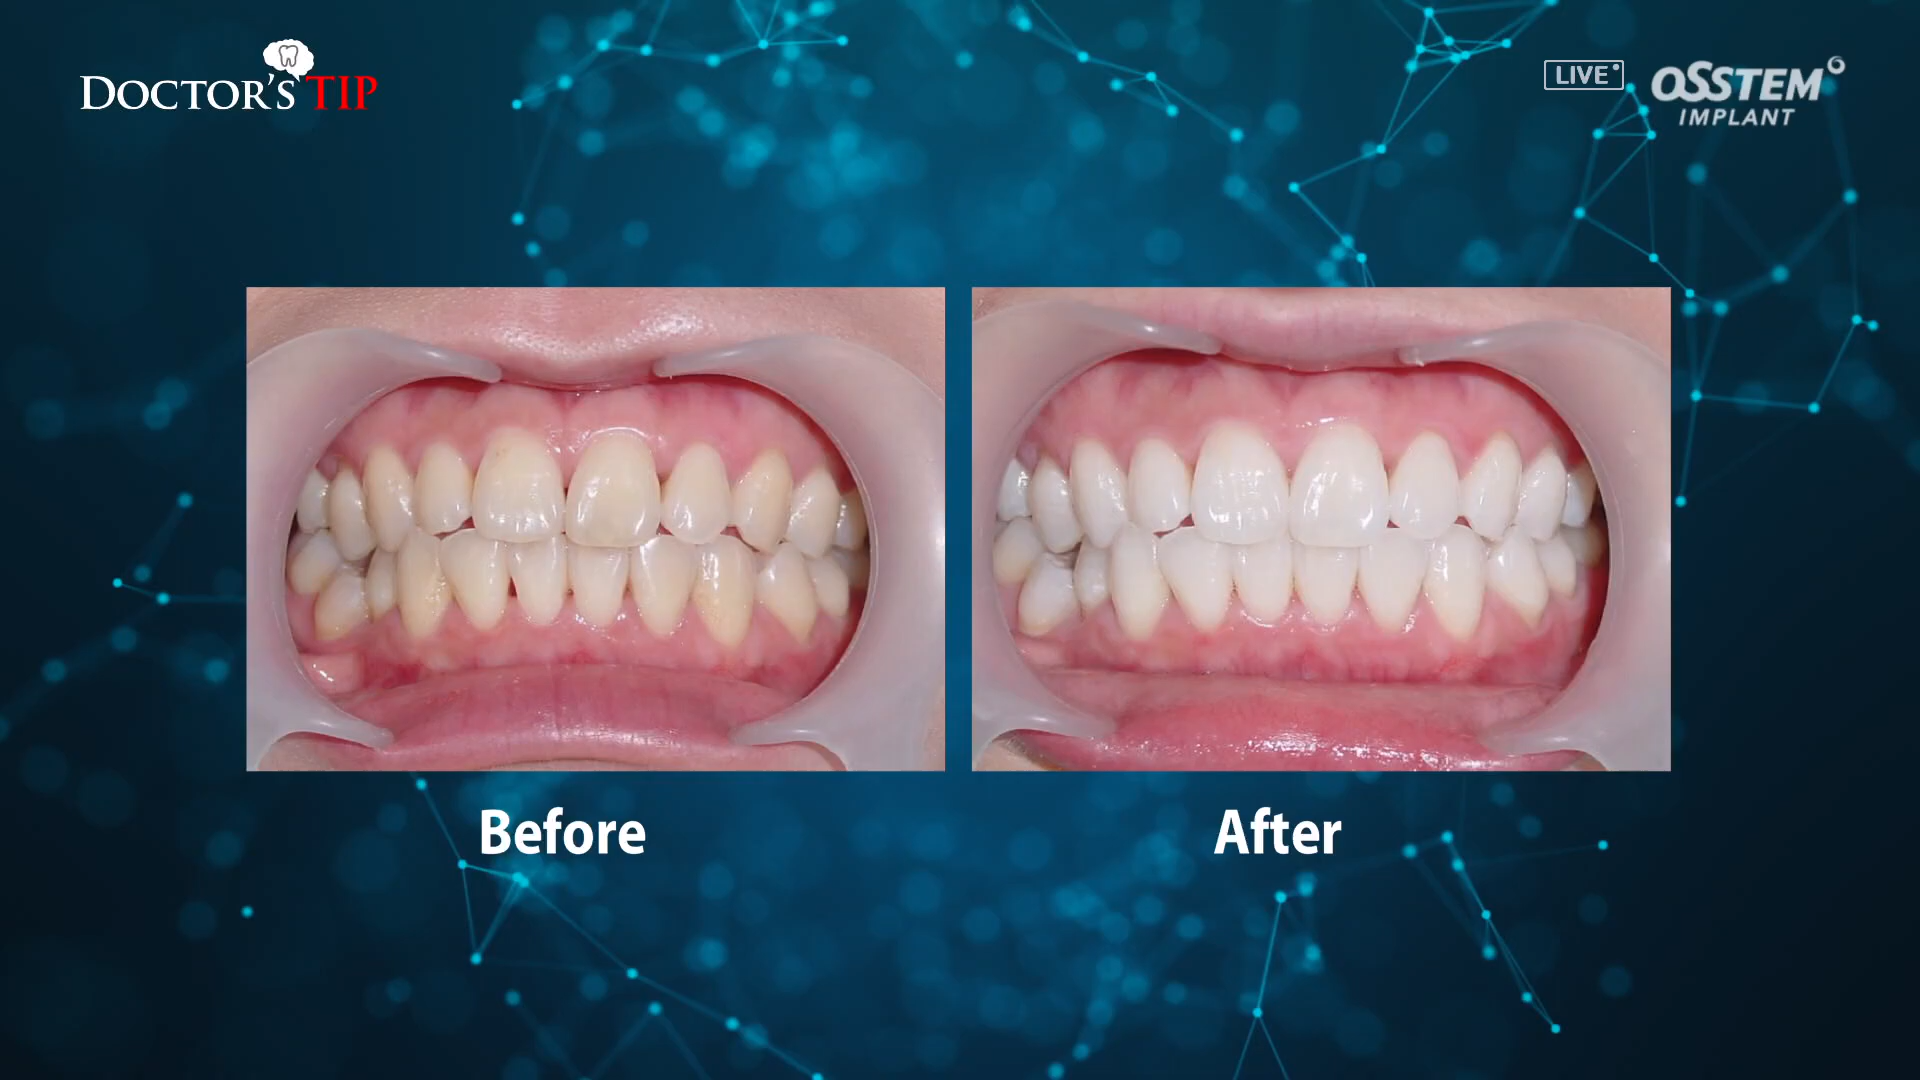 DOCTOR'S TIP
LIVE
OSSTEM
IMPLANT
Before
After